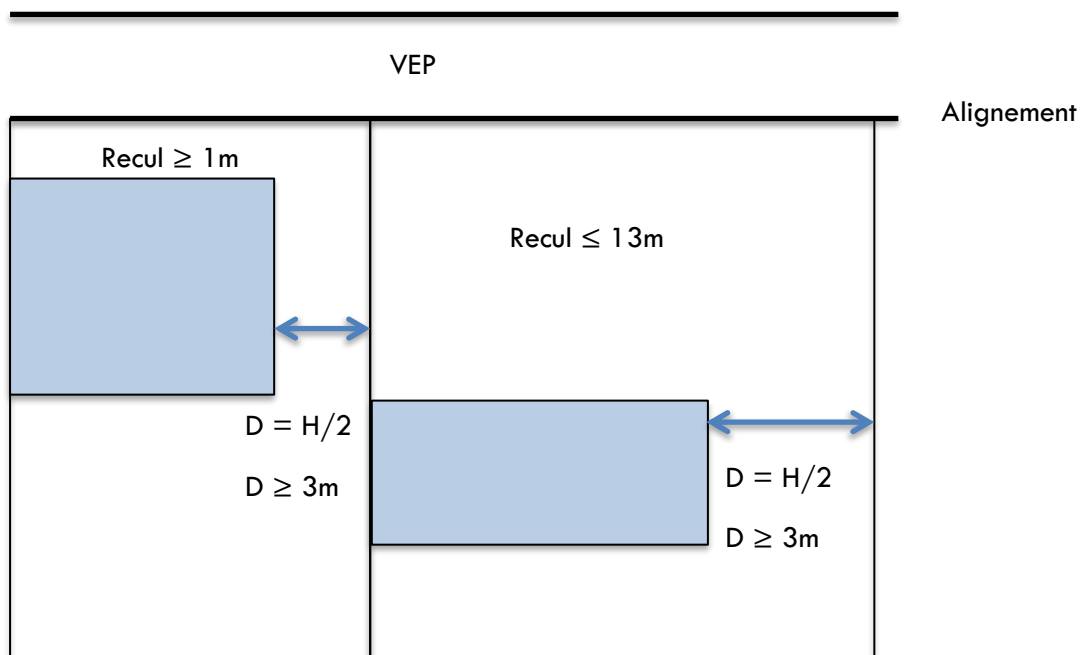 VEP
Alignement
Recul ≥ 1m
Recul ≤ 13m
D = H/2
D ≥ 3m
D = H/2
D ≥ 3m